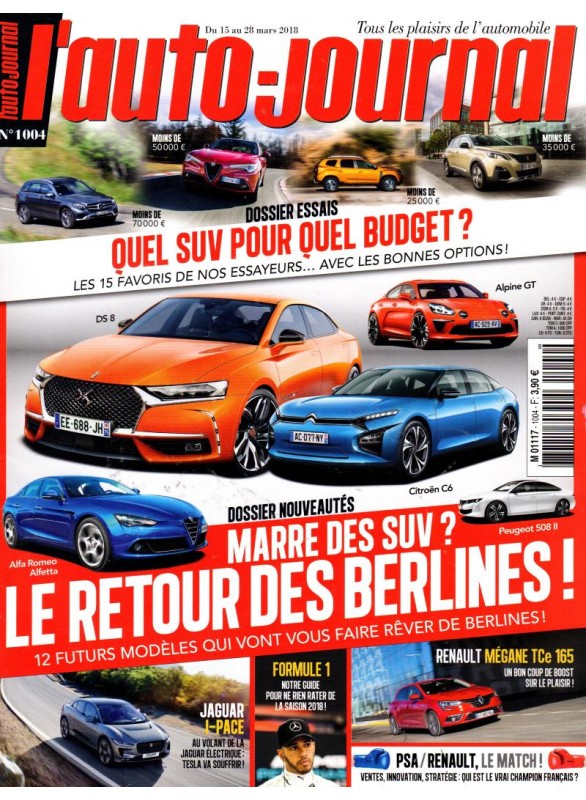 l'auto-journal
Du 15 au 28 mars 2018
Tous les plaisirs de l'automobile
l'auto-journal
N°1004
MOINS DE
50000 €
MOINS DE
35000 €
MOINS DE
25000 €
MOINS DE
70000 €
DOSSIER ESSAIS
QUEL SUV POUR QUEL BUDGET ?
LES 15 FAVORIS DE NOS ESSAYEURS... AVEC LES BONNES OPTIONS !
Alpine GT
DS 8
AC-529-XV
EE-688-JH
AC-077-NY
M 01117 - 1004 - F: 3,90 €
Citroën C6
Peugeot 508 II
Alfa Romeo
Alfetta
DOSSIER NOUVEAUTÉS
MARRE DES SUV ?
LE RETOUR DES BERLINES !
12 FUTURS MODÈLES QUI VONT VOUS FAIRE RÊVER DE BERLINES !
JAGUAR
I-PACE
AU VOLANT DE LA
JAGUAR ÉLECTRIQUE :
TESLA VA SOUFFRIR !
FORMULE 1
NOTRE GUIDE
POUR NE RIEN RATER DE
LA SAISON 2018 !
RENAULT MÉGANE TCe 165
UN BON COUP DE BOOST
SUR LE PLAISIR !
PSA / RENAULT, LE MATCH !
VENTES, INNOVATION, STRATÉGIE : QUI EST LE VRAI CHAMPION FRANÇAIS ?